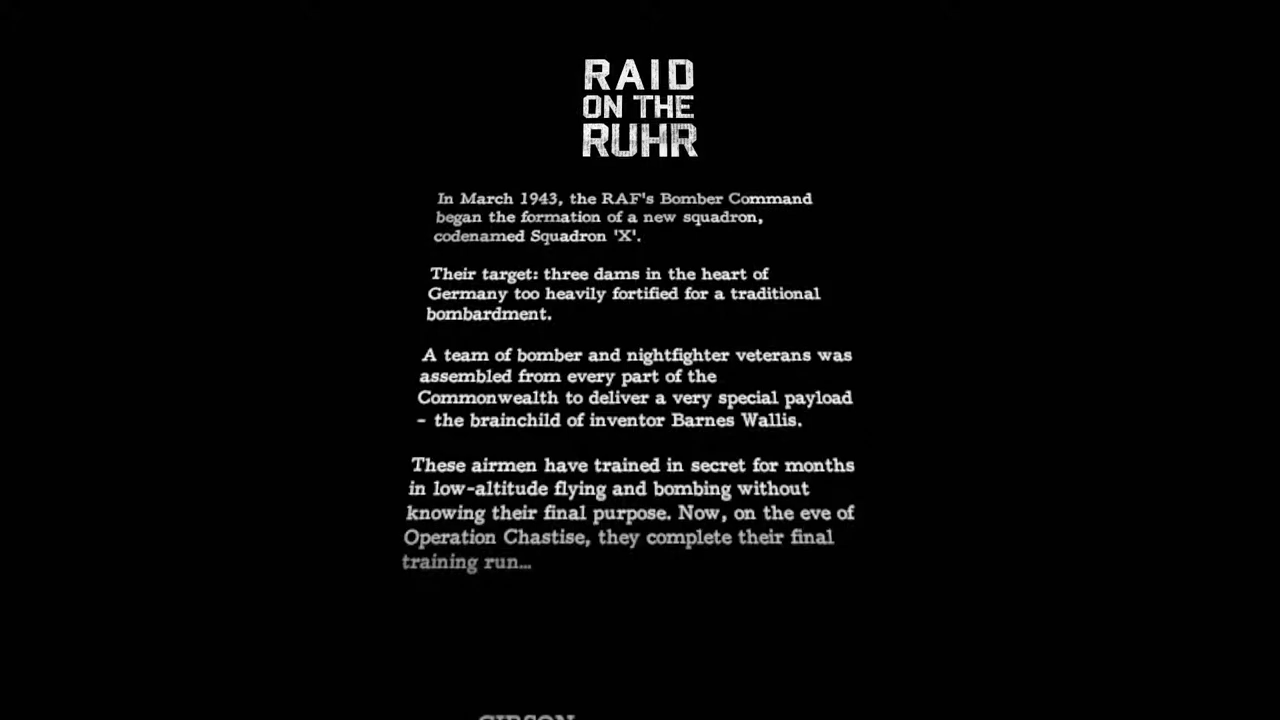 RAID
ON THE
RUHR
In March 1943, the RAF's Bomber Command
began the formation of a new squadron,
codenamed Squadron 'X'.
Their target: three dams in the heart of
Germany too heavily fortified for a traditional
bombardment.
A team of bomber and nightfighter veterans was
assembled from every part of the
Commonwealth to deliver a very special payload
- the brainchild of inventor Barnes Wallis.
These airmen have trained in secret for months
in low-altitude flying and bombing without
knowing their final purpose. Now, on the eve of
Operation Chastise, they complete their final
training run...
GIBSON